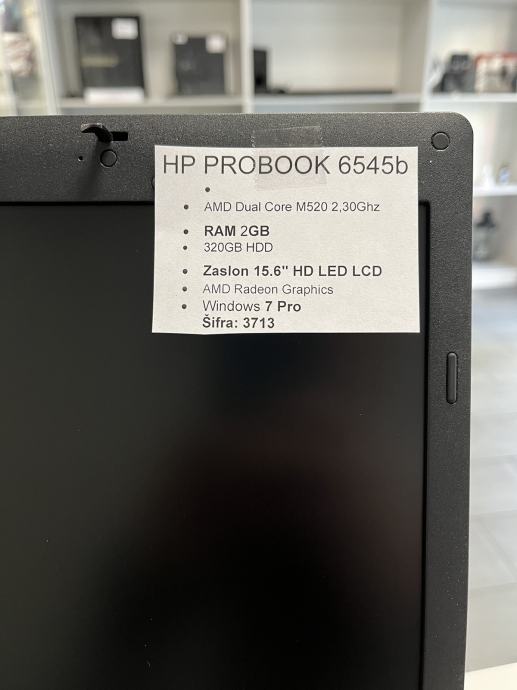 HP PROBOOK 6545b
•
• AMD Dual Core M520 2,30Ghz
• RAM 2GB
• 320GB HDD
• Zaslon 15.6" HD LED LCD
• AMD Radeon Graphics
• Windows 7 Pro
Šifra: 3713